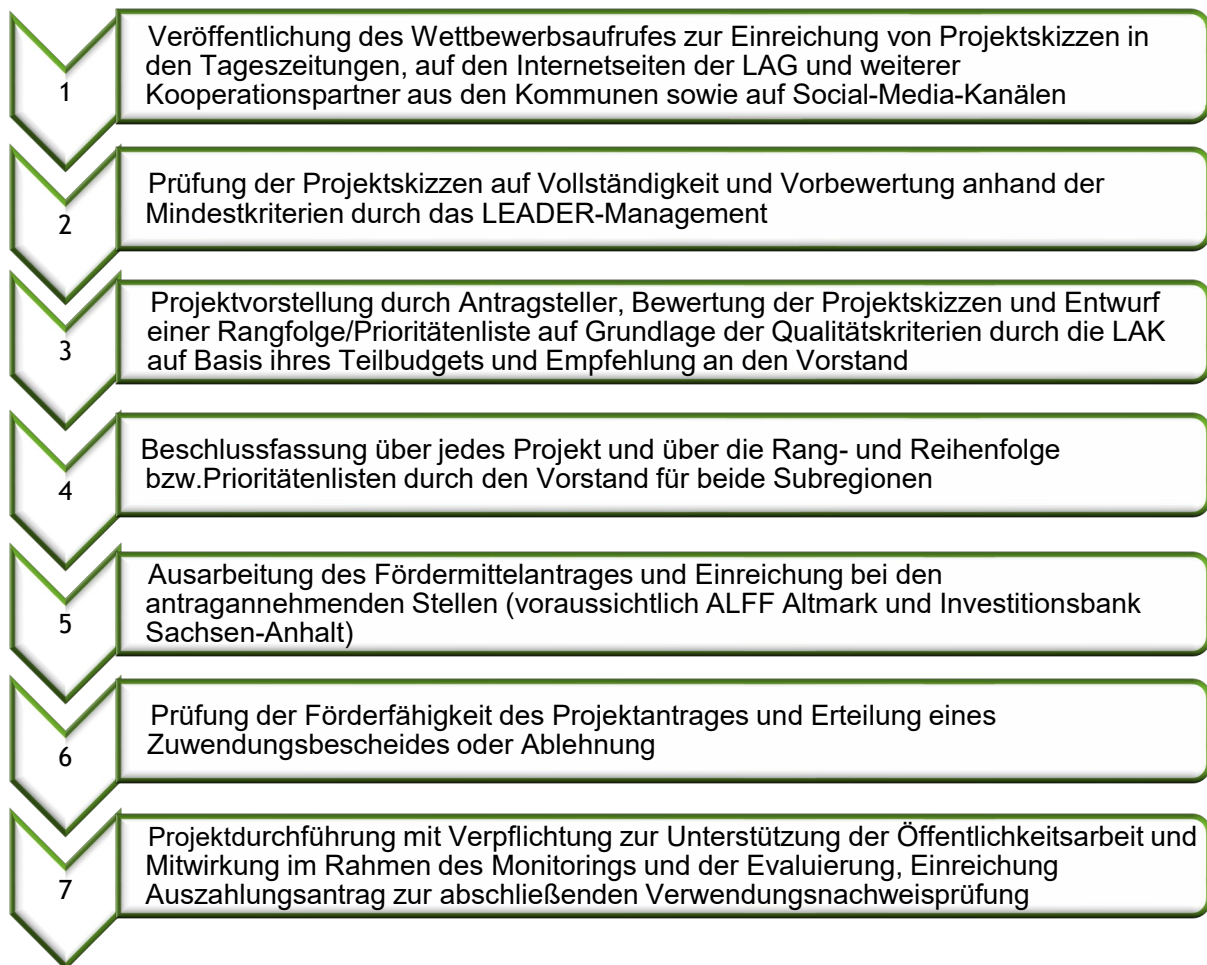 1
Veröffentlichung des Wettbewerbsaufrufes zur Einreichung von Projektskizzen in
den Tageszeitungen, auf den Internetseiten der LAG und weiterer
Kooperationspartner aus den Kommunen sowie auf Social-Media-Kanälen
2
Prüfung der Projektskizzen auf Vollständigkeit und Vorbewertung anhand der
Mindestkriterien durch das LEADER-Management
3
Projektvorstellung durch Antragsteller, Bewertung der Projektskizzen und Entwurf
einer Rangfolge/Prioritätenliste auf Grundlage der Qualitätskriterien durch die LAK
auf Basis ihres Teilbudgets und Empfehlung an den Vorstand
4
Beschlussfassung über jedes Projekt und über die Rang- und Reihenfolge
bzw.Prioritätenlisten durch den Vorstand für beide Subregionen
5
Ausarbeitung des Fördermittelantrages und Einreichung bei den
antragannehmenden Stellen (voraussichtlich ALFF Altmark und Investitionsbank
Sachsen-Anhalt)
6
Prüfung der Förderfähigkeit des Projektantrages und Erteilung eines
Zuwendungsbescheides oder Ablehnung
7
Projektdurchführung mit Verpflichtung zur Unterstützung der Öffentlichkeitsarbeit und
Mitwirkung im Rahmen des Monitorings und der Evaluierung, Einreichung
Auszahlungsantrag zur abschließenden Verwendungsnachweisprüfung